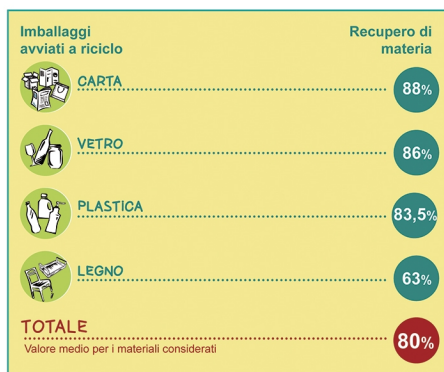 Imballaggi
avviati a riciclo
Recupero di
materia
CARTA
88%
VETRO
86%
PLASTICA
83,5%
LEGNO
63%
TOTALE
Valore medio per i materiali considerati
80%